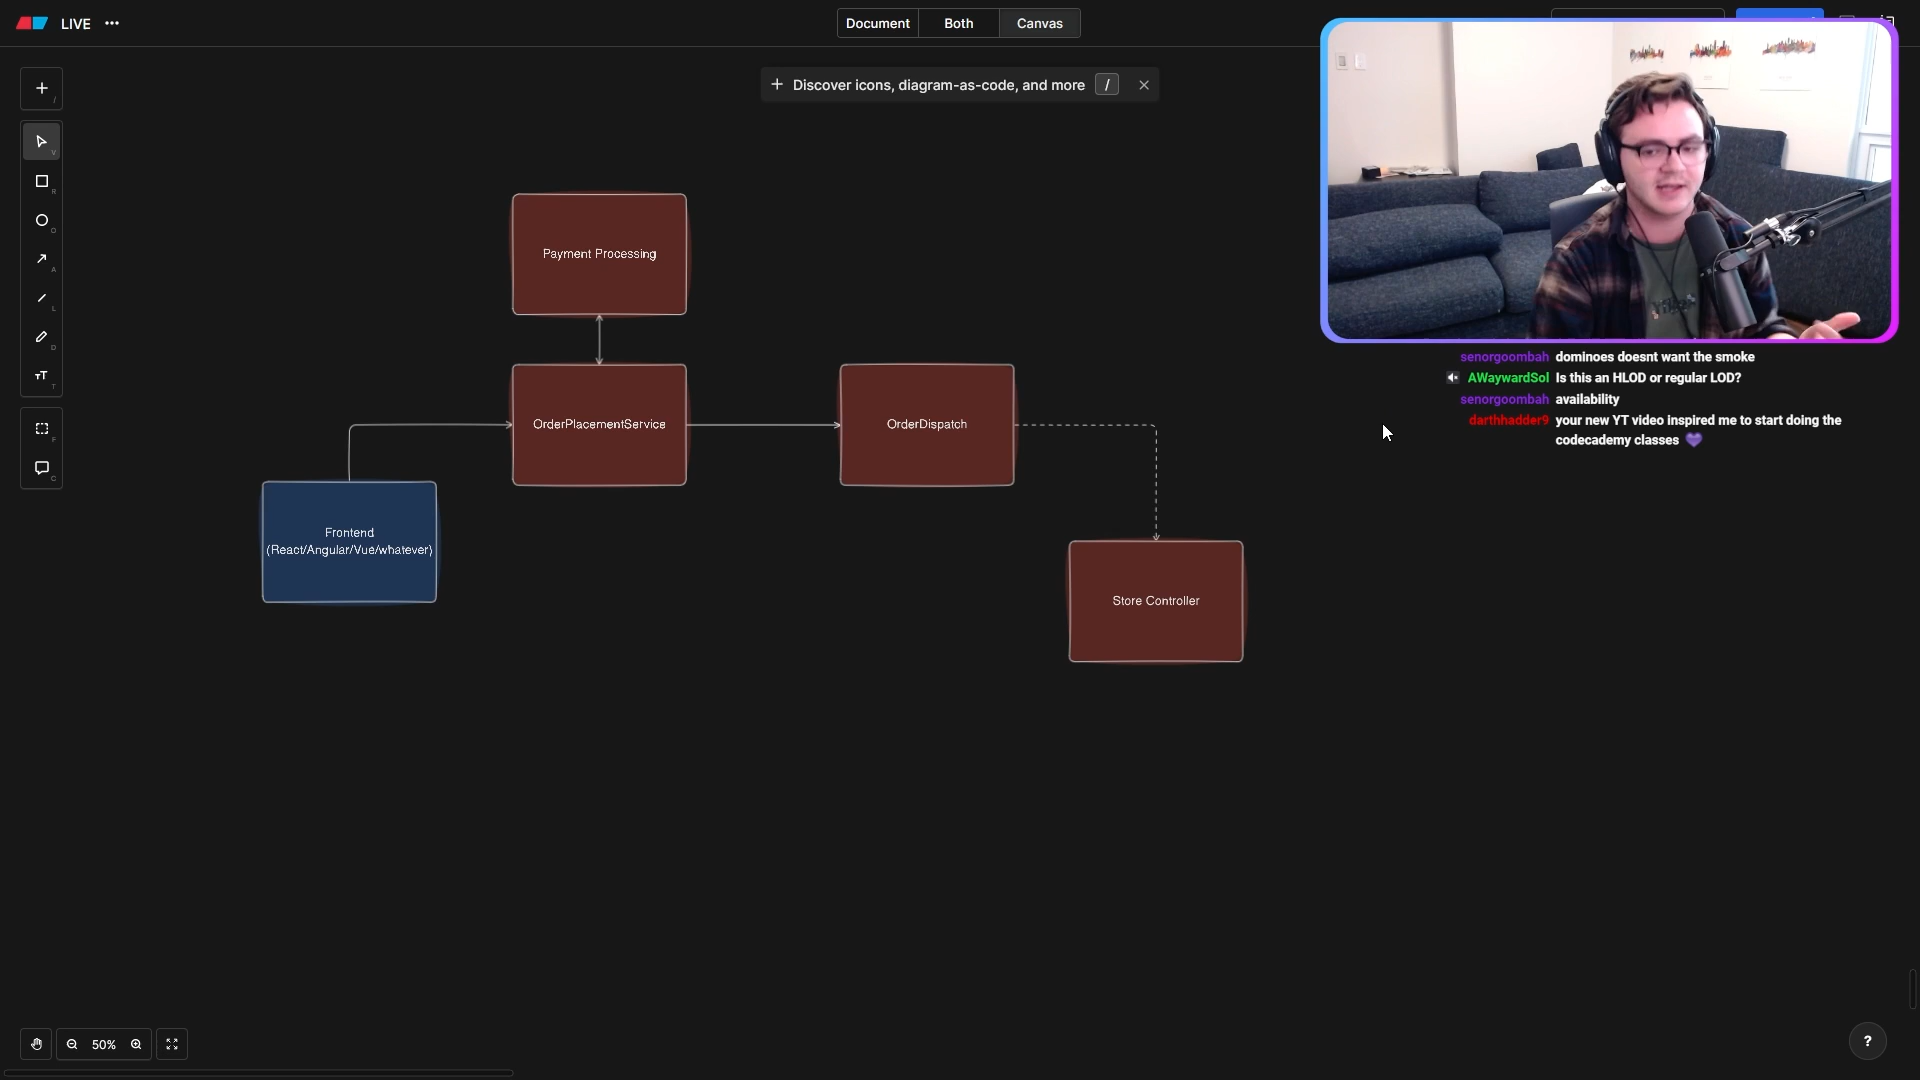 LIVE
Document
Both
Canvas
Discover icons, diagram-as-code, and more
/
Payment Processing
OrderPlacementService
OrderDispatch
Frontend
(React/Angular/Vue/whatever)
Store Controller
senorgoombah dominoes doesnt want the smoke
AWaywardSol Is this an HLOD or regular LOD?
senorgoombah availability
darthhadder9 your new YT video inspired me to start doing the
codecademy classes
/
V
R
O
A
L
D
TT
T
F
C
50%
?